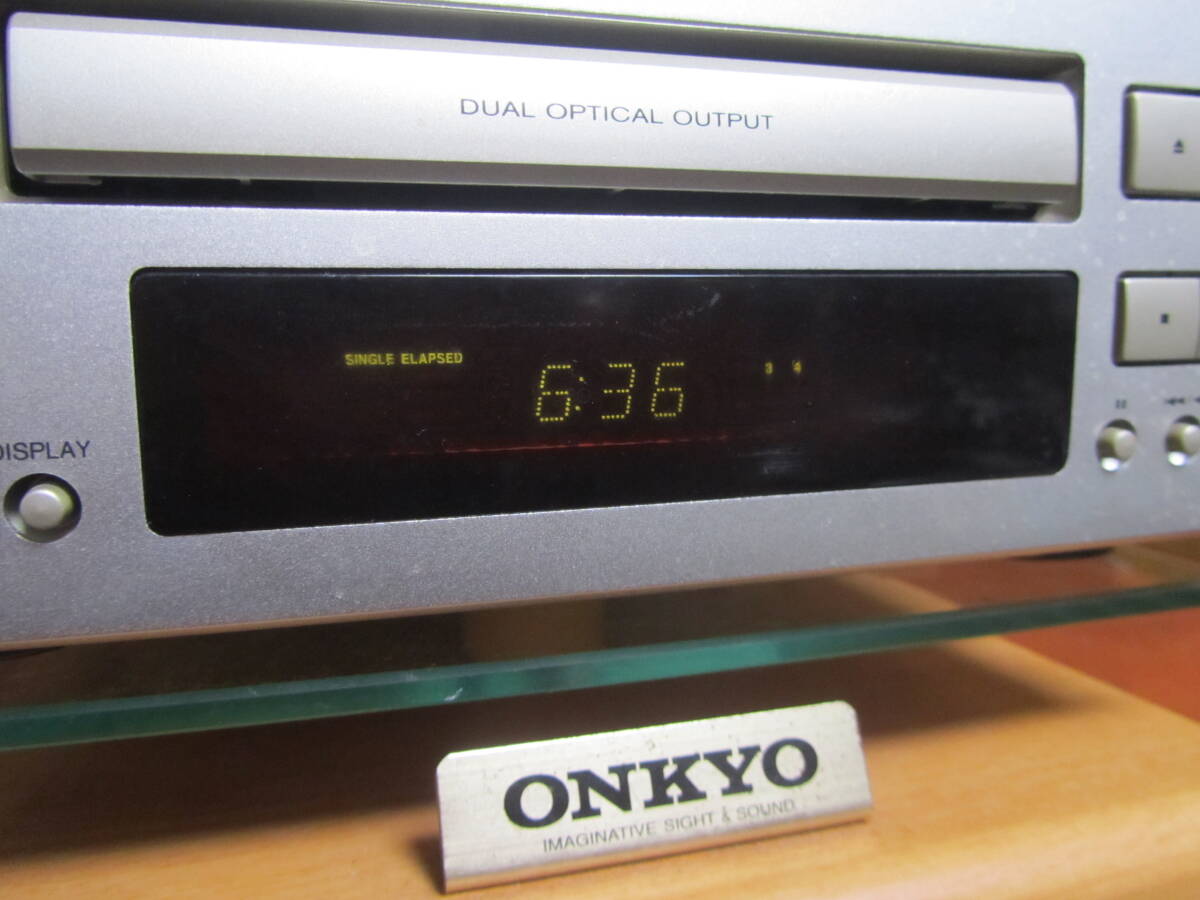 DUAL OPTICAL OUTPUT
SINGLE ELAPSED
6:36
3 4
DISPLAY
ONKYO
IMAGINATIVE SIGHT & SOUND